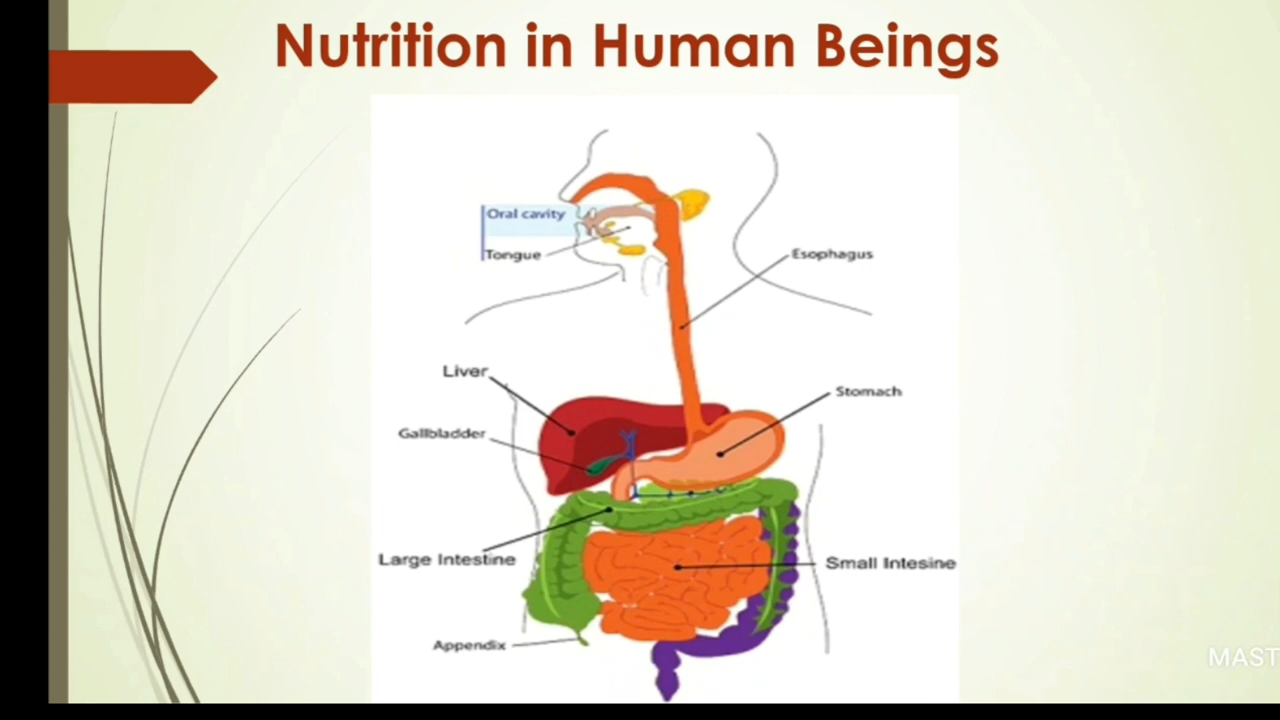 Nutrition in Human Beings
Oral cavity
Tongue
Esophagus
Liver
Stomach
Gallbladder
Large Intestine
Small Intesine
Appendix
MAST